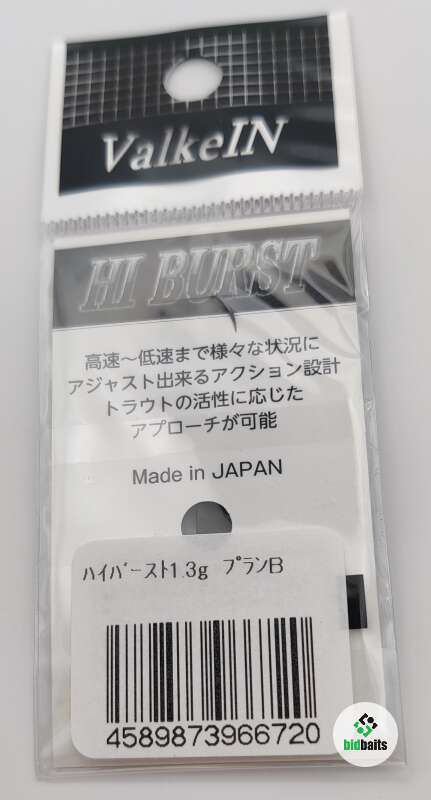 ValkeIN
HI BURST
高速~低速まで様々な状況に
アジャスト出来るアクション設計
トラウトの活性に応じた
アプローチが可能
Made in JAPAN
ﾊｲﾊﾞｰｽﾄ1.3g ﾌﾟﾗﾝB
4589873966720
bidbaits